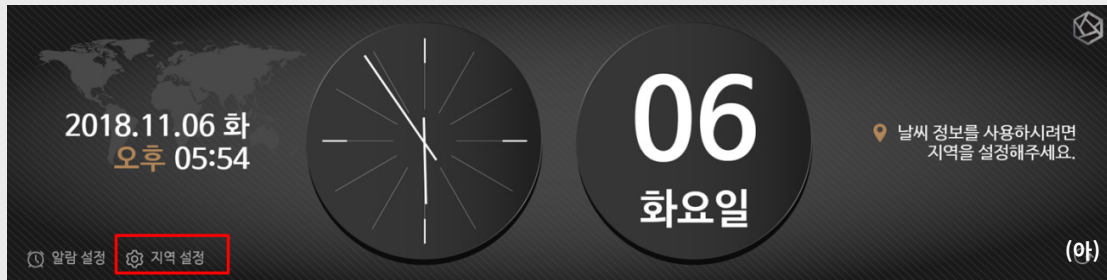 2018.11.06 화
오후 05:54
06
화요일
날씨 정보를 사용하시려면
지역을 설정해주세요.
알람 설정
지역 설정
(아)